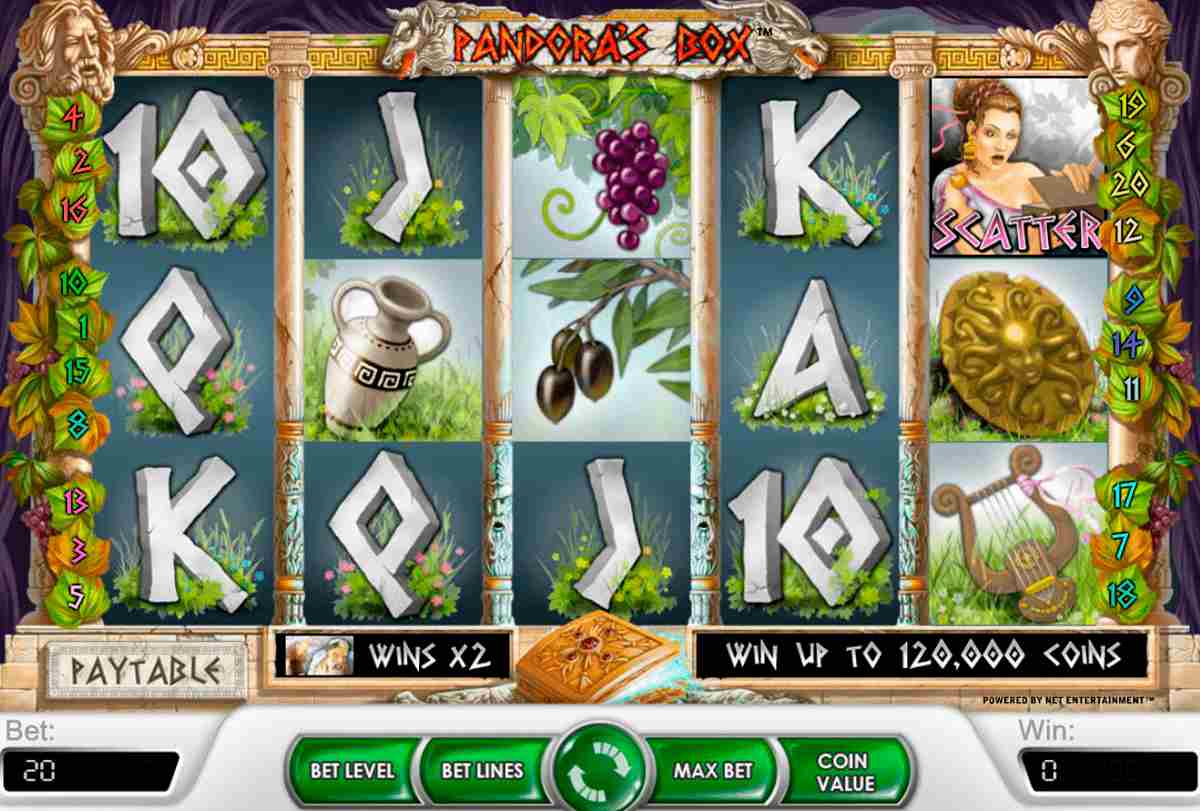 PANDORA'S BOX™
4
2
16
10
1
15
8
13
3
5
10
J
K
SCATTER
Q
A
K
Q
J
10
19
6
20
12
9
14
11
17
7
18
PAYTABLE
WINS X2
WIN UP TO 120,000 COINS
POWERED BY NET ENTERTAINMENT™
Bet:
20
BET LEVEL
BET LINES
MAX BET
COIN VALUE
Win:
0